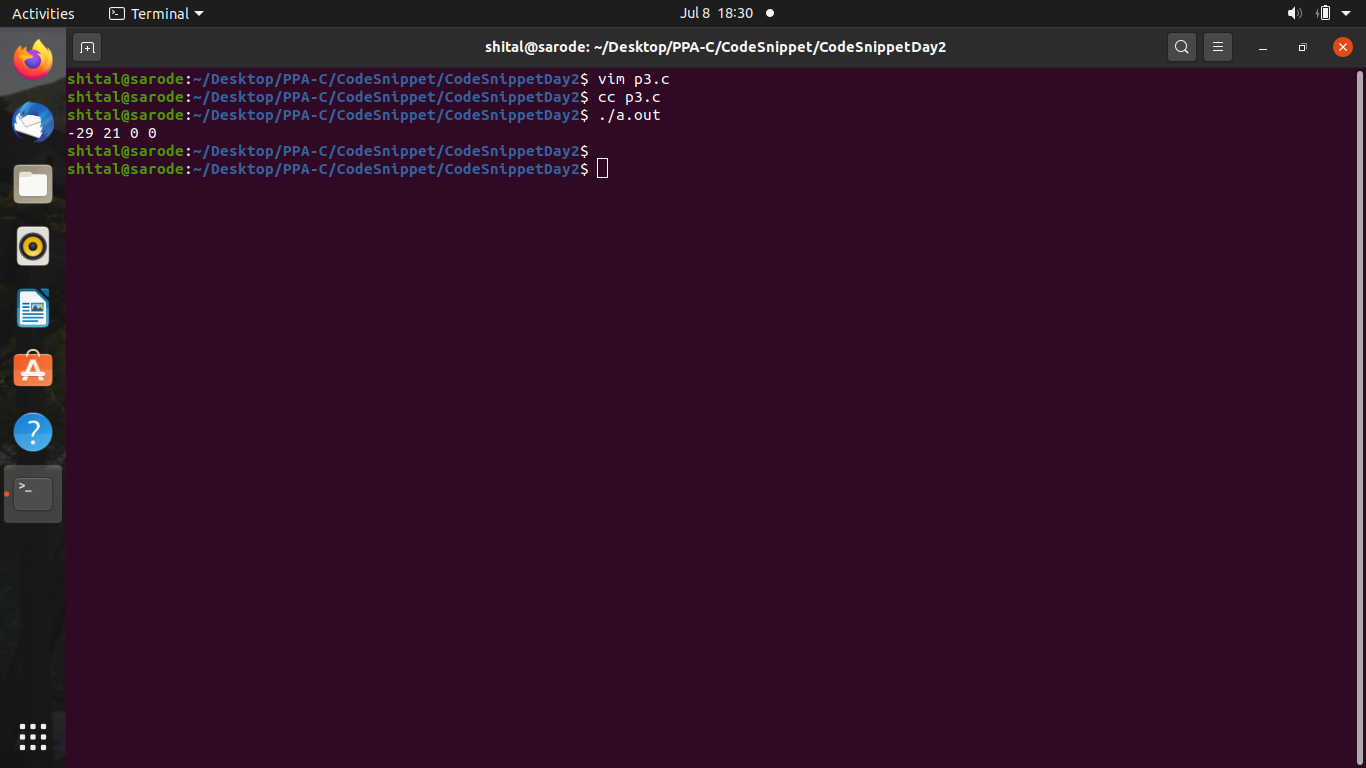 Activities Terminal Jul 8 18:30
shital@sarode: ~/Desktop/PPA-C/CodeSnippet/CodeSnippetDay2
shital@sarode:~/Desktop/PPA-C/CodeSnippet/CodeSnippetDay2$ vim p3.c
shital@sarode:~/Desktop/PPA-C/CodeSnippet/CodeSnippetDay2$ cc p3.c
shital@sarode:~/Desktop/PPA-C/CodeSnippet/CodeSnippetDay2$ ./a.out
-29 21 0 0
shital@sarode:~/Desktop/PPA-C/CodeSnippet/CodeSnippetDay2$
shital@sarode:~/Desktop/PPA-C/CodeSnippet/CodeSnippetDay2$